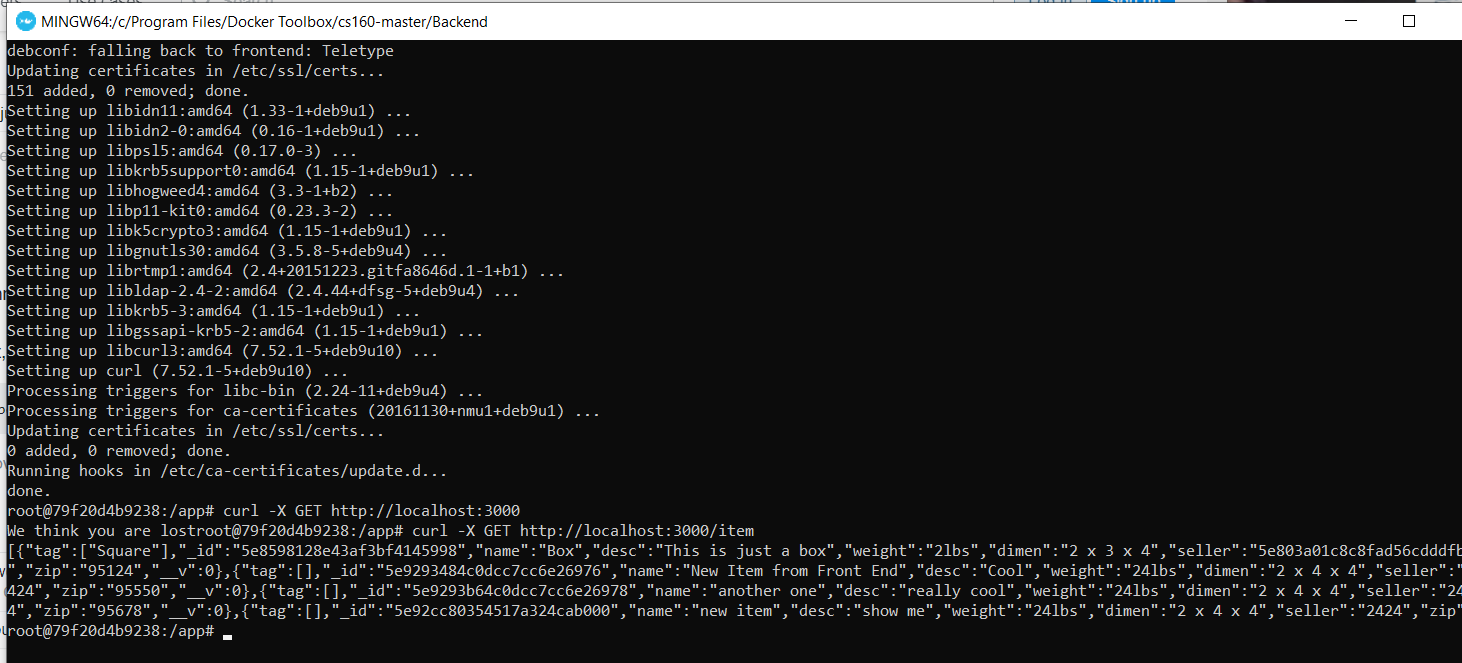 MINGW64:/c/Program Files/Docker Toolbox/cs160-master/Backend
debconf: falling back to frontend: Teletype
Updating certificates in /etc/ssl/certs...
151 added, 0 removed; done.
Setting up libidn11:amd64 (1.33-1+deb9u1) ...
Setting up libidn2-0:amd64 (0.16-1+deb9u1) ...
Setting up libpsl5:amd64 (0.17.0-3) ...
Setting up libkrb5support0:amd64 (1.15-1+deb9u1) ...
Setting up libhogweed4:amd64 (3.3-1+b2) ...
Setting up libp11-kit0:amd64 (0.23.3-2) ...
Setting up libk5crypto3:amd64 (1.15-1+deb9u1) ...
Setting up libgnutls30:amd64 (3.5.8-5+deb9u4) ...
Setting up librtmp1:amd64 (2.4+20151223.gitfa8646d.1-1+b1) ...
Setting up libldap-2.4-2:amd64 (2.4.44+dfsg-5+deb9u4) ...
Setting up libkrb5-3:amd64 (1.15-1+deb9u1) ...
Setting up libgssapi-krb5-2:amd64 (1.15-1+deb9u1) ...
Setting up libcurl3:amd64 (7.52.1-5+deb9u10) ...
Setting up curl (7.52.1-5+deb9u10) ...
Processing triggers for libc-bin (2.24-11+deb9u4) ...
Processing triggers for ca-certificates (20161130+nmu1+deb9u1) ...
Updating certificates in /etc/ssl/certs...
0 added, 0 removed; done.
Running hooks in /etc/ca-certificates/update.d...
done.
root@79f20d4b9238:/app# curl -X GET http://localhost:3000
We think you are lostroot@79f20d4b9238:/app# curl -X GET http://localhost:3000/item
[{"tag":["Square"],"_id":"5e8598128e43af3bf4145998","name":"Box","desc":"This is just a box","weight":"2lbs","dimen":"2 x 3 x 4","seller":"5e803a01c8c8fad56cdddfb
","zip":"95124","__v":0},{"tag":[],"_id":"5e9293484c0dcc7cc6e26976","name":"New Item from Front End","desc":"Cool","weight":"24lbs","dimen":"2 x 4 x 4","seller":"
424","zip":"95550","__v":0},{"tag":[],"_id":"5e9293b64c0dcc7cc6e26978","name":"another one","desc":"really cool","weight":"24lbs","dimen":"2 x 4 x 4","seller":"24
4","zip":"95678","__v":0},{"tag":[],"_id":"5e92cc80354517a324cab000","name":"new item","desc":"show me","weight":"24lbs","dimen":"2 x 4 x 4","seller":"2424","zip"
root@79f20d4b9238:/app#